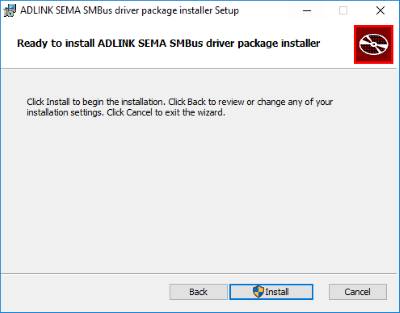 ADLINK SEMA SMBus driver package installer Setup
Ready to install ADLINK SEMA SMBus driver package installer
Click Install to begin the installation. Click Back to review or change any of your
installation settings. Click Cancel to exit the wizard.
Back Install Cancel